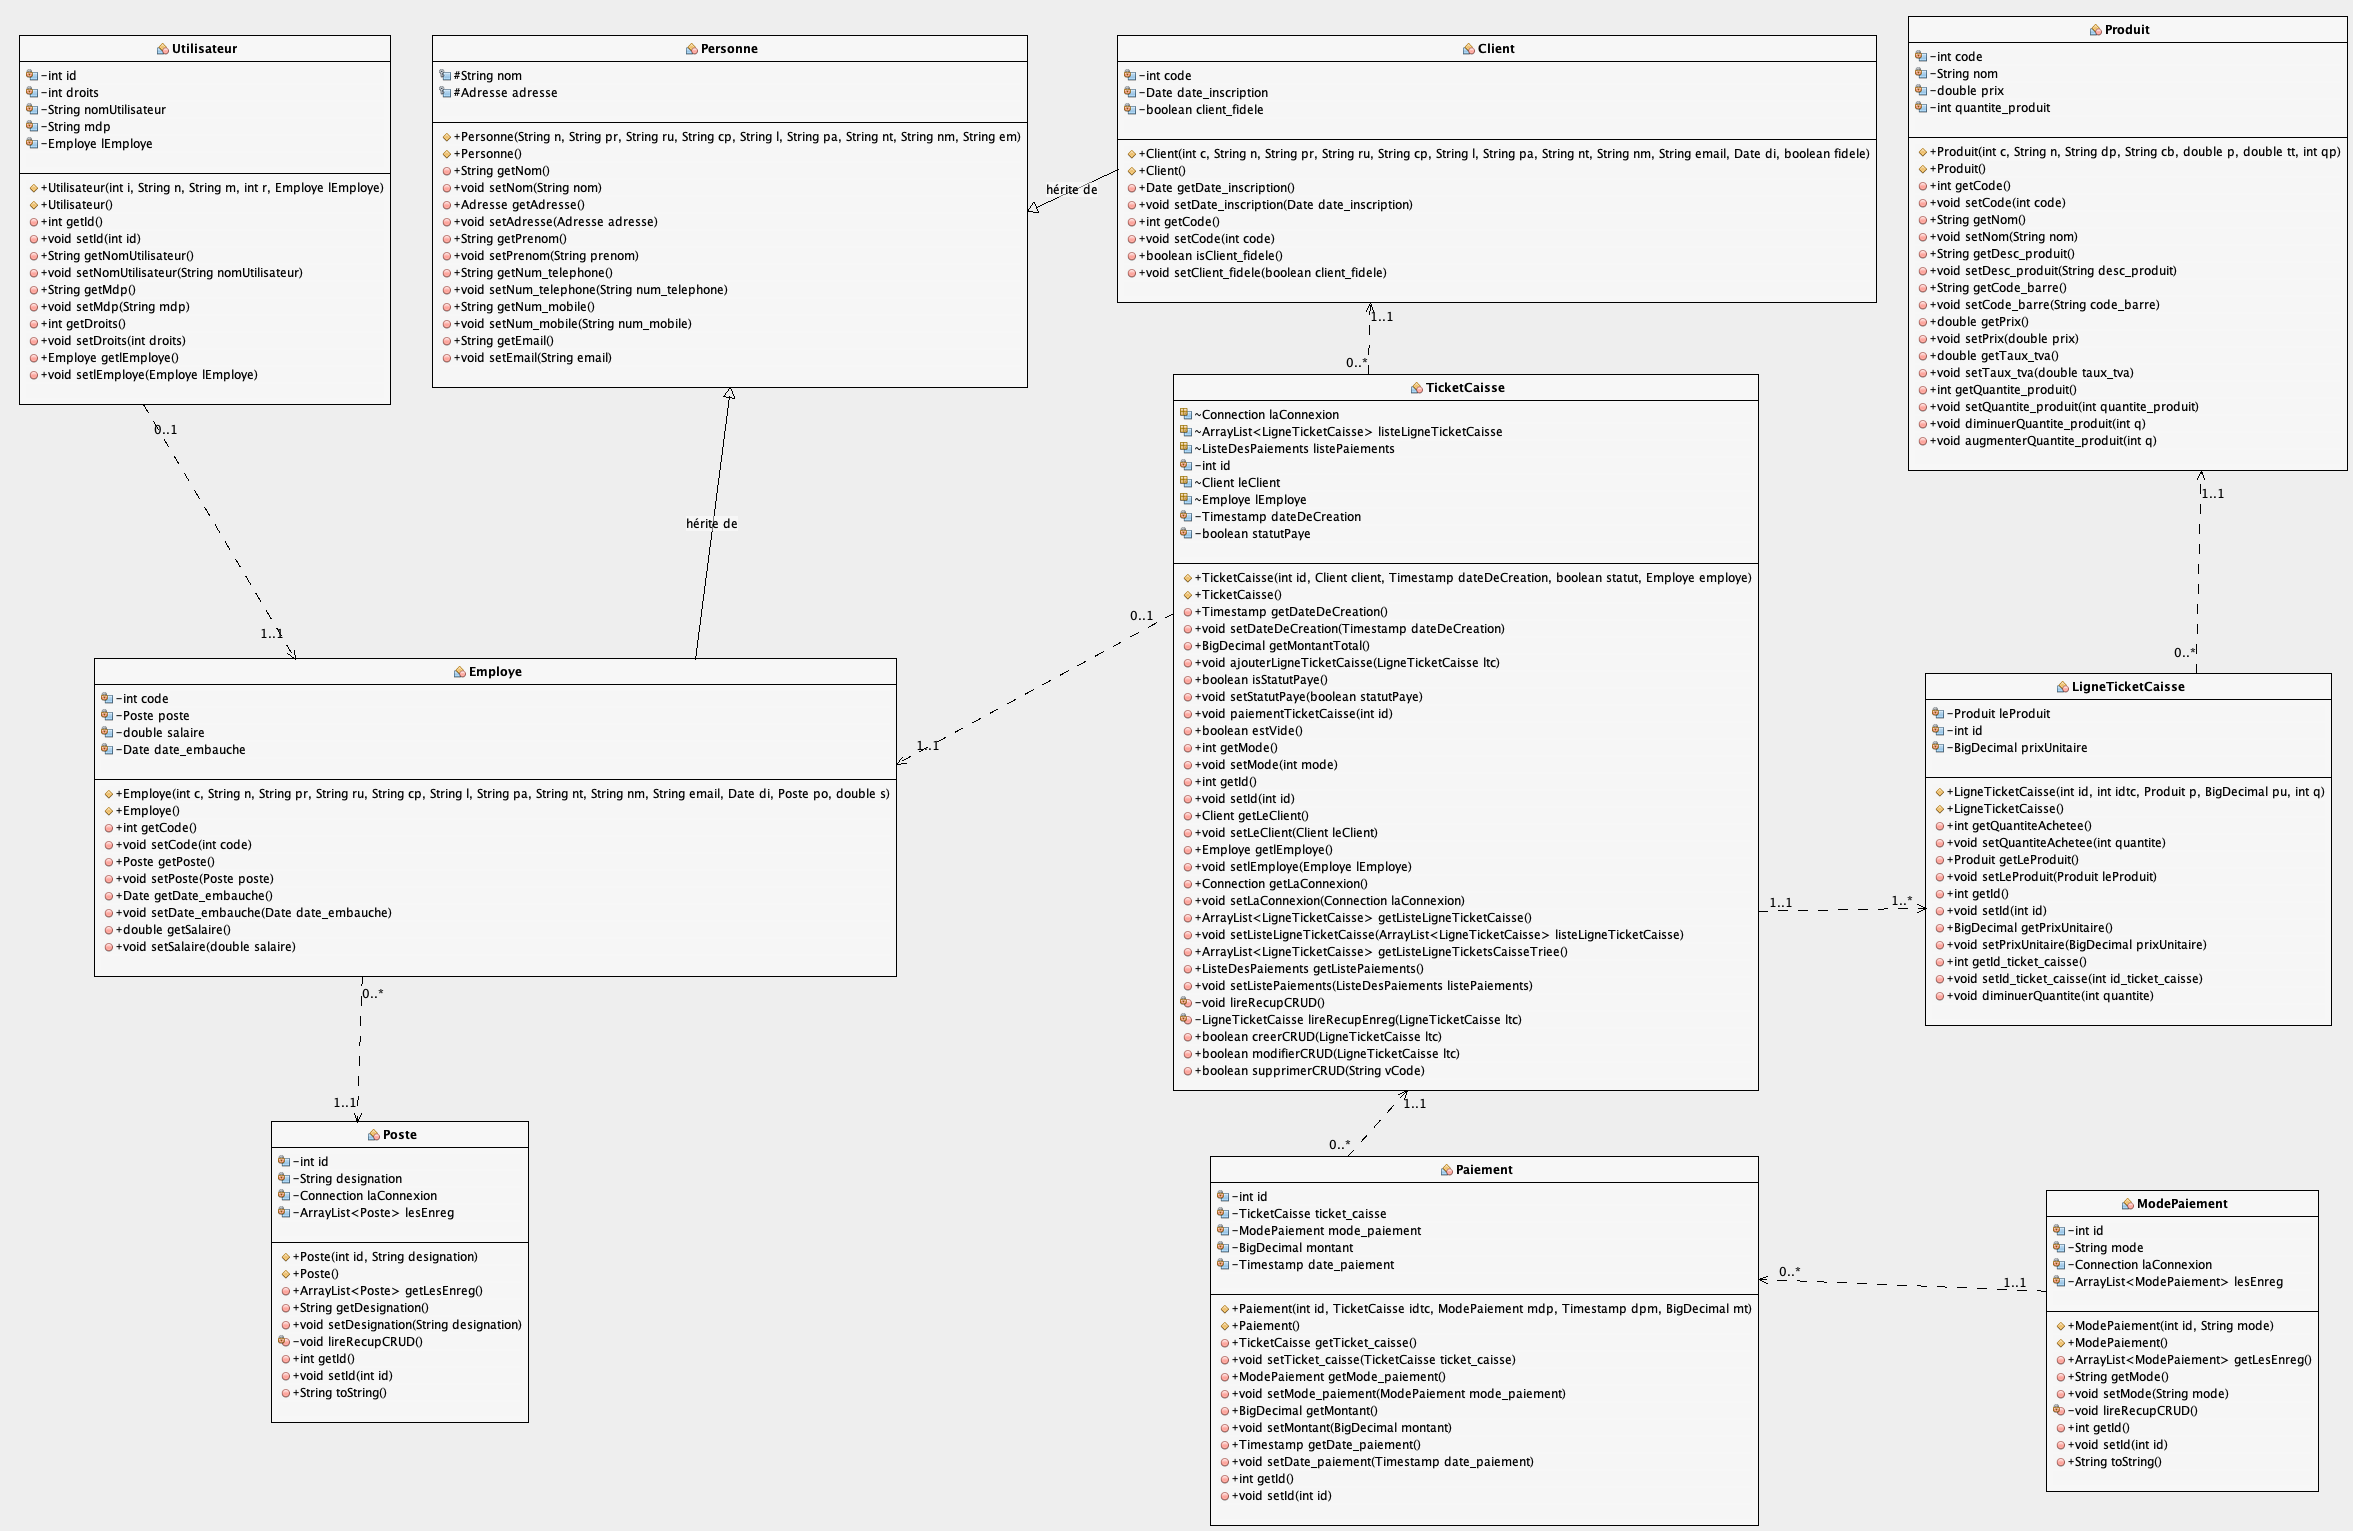 Utilisateur
-int id
-int droits
-String nomUtilisateur
-String mdp
-Employe lEmploye
+Utilisateur(int i, String n, String m, int r, Employe lEmploye)
+Utilisateur()
+int getId()
+void setId(int id)
+String getNomUtilisateur()
+void setNomUtilisateur(String nomUtilisateur)
+String getMdp()
+void setMdp(String mdp)
+int getDroits()
+void setDroits(int droits)
+Employe getlEmploye()
+void setlEmploye(Employe lEmploye)
0..1
1..1
Personne
#String nom
#Adresse adresse
+Personne(String n, String pr, String ru, String cp, String l, String pa, String nt, String nm, String em)
+Personne()
+String getNom()
+void setNom(String nom)
+Adresse getAdresse()
+void setAdresse(Adresse adresse)
+String getPrenom()
+void setPrenom(String prenom)
+String getNum_telephone()
+void setNum_telephone(String num_telephone)
+String getNum_mobile()
+void setNum_mobile(String num_mobile)
+String getEmail()
+void setEmail(String email)
hérite de
hérite de
Client
-int code
-Date date_inscription
-boolean client_fidele
+Client(int c, String n, String pr, String ru, String cp, String l, String pa, String nt, String nm, String email, Date di, boolean fidele)
+Client()
+Date getDate_inscription()
+void setDate_inscription(Date date_inscription)
+int getCode()
+void setCode(int code)
+boolean isClient_fidele()
+void setClient_fidele(boolean client_fidele)
1..1
0..*
Produit
-int code
-String nom
-double prix
-int quantite_produit
+Produit(int c, String n, String dp, String cb, double p, double tt, int qp)
+Produit()
+int getCode()
+void setCode(int code)
+String getNom()
+void setNom(String nom)
+String getDesc_produit()
+void setDesc_produit(String desc_produit)
+String getCode_barre()
+void setCode_barre(String code_barre)
+double getPrix()
+void setPrix(double prix)
+double getTaux_tva()
+void setTaux_tva(double taux_tva)
+int getQuantite_produit()
+void setQuantite_produit(int quantite_produit)
+void diminuerQuantite_produit(int q)
+void augmenterQuantite_produit(int q)
1..1
0..*
TicketCaisse
~Connection laConnexion
~ArrayList<LigneTicketCaisse> listeLigneTicketCaisse
~ListeDesPaiements listePaiements
-int id
~Client leClient
~Employe lEmploye
-Timestamp dateDeCreation
-boolean statutPaye
+TicketCaisse(int id, Client client, Timestamp dateDeCreation, boolean statut, Employe employe)
+TicketCaisse()
+Timestamp getDateDeCreation()
+void setDateDeCreation(Timestamp dateDeCreation)
+BigDecimal getMontantTotal()
+void ajouterLigneTicketCaisse(LigneTicketCaisse ltc)
+boolean isStatutPaye()
+void setStatutPaye(boolean statutPaye)
+void paiementTicketCaisse(int id)
+boolean estVide()
+int getMode()
+void setMode(int mode)
+int getId()
+void setId(int id)
+Client getLeClient()
+void setLeClient(Client leClient)
+Employe getlEmploye()
+void setlEmploye(Employe lEmploye)
+Connection getLaConnexion()
+void setLaConnexion(Connection laConnexion)
+ArrayList<LigneTicketCaisse> getListeLigneTicketCaisse()
+void setListeLigneTicketCaisse(ArrayList<LigneTicketCaisse> listeLigneTicketCaisse)
+ArrayList<LigneTicketCaisse> getListeLigneTicketsCaisseTriee()
+ListeDesPaiements getListePaiements()
+void setListePaiements(ListeDesPaiements listePaiements)
-void lireRecupCRUD()
-LigneTicketCaisse lireRecupEnreg(LigneTicketCaisse ltc)
+boolean creerCRUD(LigneTicketCaisse ltc)
+boolean modifierCRUD(LigneTicketCaisse ltc)
+boolean supprimerCRUD(String vCode)
0..1
1..1
1..1
1..*
Employe
-int code
-Poste poste
-double salaire
-Date date_embauche
+Employe(int c, String n, String pr, String ru, String cp, String l, String pa, String nt, String nm, String email, Date di, Poste po, double s)
+Employe()
+int getCode()
+void setCode(int code)
+Poste getPoste()
+void setPoste(Poste poste)
+Date getDate_embauche()
+void setDate_embauche(Date date_embauche)
+double getSalaire()
+void setSalaire(double salaire)
0..*
1..1
LigneTicketCaisse
-Produit leProduit
-int id
-BigDecimal prixUnitaire
+LigneTicketCaisse(int id, int idtc, Produit p, BigDecimal pu, int q)
+LigneTicketCaisse()
+int getQuantiteAchetee()
+void setQuantiteAchetee(int quantite)
+Produit getLeProduit()
+void setLeProduit(Produit leProduit)
+int getId()
+void setId(int id)
+BigDecimal getPrixUnitaire()
+void setPrixUnitaire(BigDecimal prixUnitaire)
+int getId_ticket_caisse()
+void setId_ticket_caisse(int id_ticket_caisse)
+void diminuerQuantite(int quantite)
Poste
-int id
-String designation
-Connection laConnexion
-ArrayList<Poste> lesEnreg
+Poste(int id, String designation)
+Poste()
+ArrayList<Poste> getLesEnreg()
+String getDesignation()
+void setDesignation(String designation)
-void lireRecupCRUD()
+int getId()
+void setId(int id)
+String toString()
1..1
0..*
Paiement
-int id
-TicketCaisse ticket_caisse
-ModePaiement mode_paiement
-BigDecimal montant
-Timestamp date_paiement
+Paiement(int id, TicketCaisse idtc, ModePaiement mdp, Timestamp dpm, BigDecimal mt)
+Paiement()
+TicketCaisse getTicket_caisse()
+void setTicket_caisse(TicketCaisse ticket_caisse)
+ModePaiement getMode_paiement()
+void setMode_paiement(ModePaiement mode_paiement)
+BigDecimal getMontant()
+void setMontant(BigDecimal montant)
+Timestamp getDate_paiement()
+void setDate_paiement(Timestamp date_paiement)
+int getId()
+void setId(int id)
0..*
1..1
ModePaiement
-int id
-String mode
-Connection laConnexion
-ArrayList<ModePaiement> lesEnreg
+ModePaiement(int id, String mode)
+ModePaiement()
+ArrayList<ModePaiement> getLesEnreg()
+String getMode()
+void setMode(String mode)
-void lireRecupCRUD()
+int getId()
+void setId(int id)
+String toString()